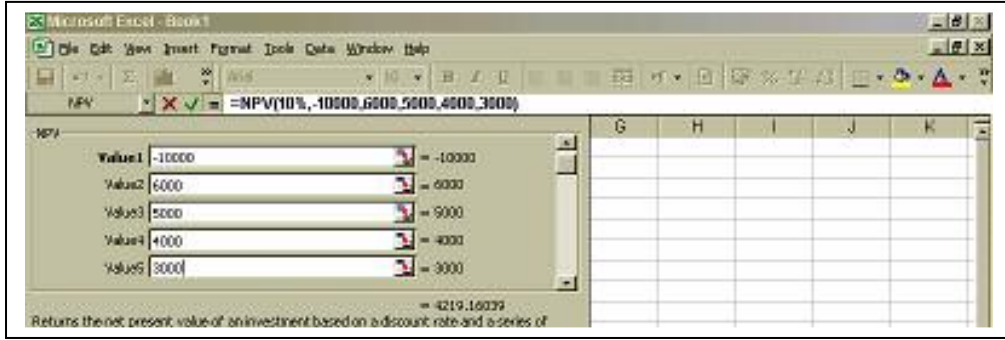 Microsoft Excel - Book1
File Edit View Insert Format Tools Data Window Help
Arial 10 B I U
NPV =NPV(10%,-10000,6000,5000,4000,3000)
G H I J K
NPV
Value1 -10000 = -10000
Value2 6000 = 6000
Value3 5000 = 5000
Value4 4000 = 4000
Value5 3000 = 3000
= 4219.16039
Returns the net present value of an investment based on a discount rate and a series of